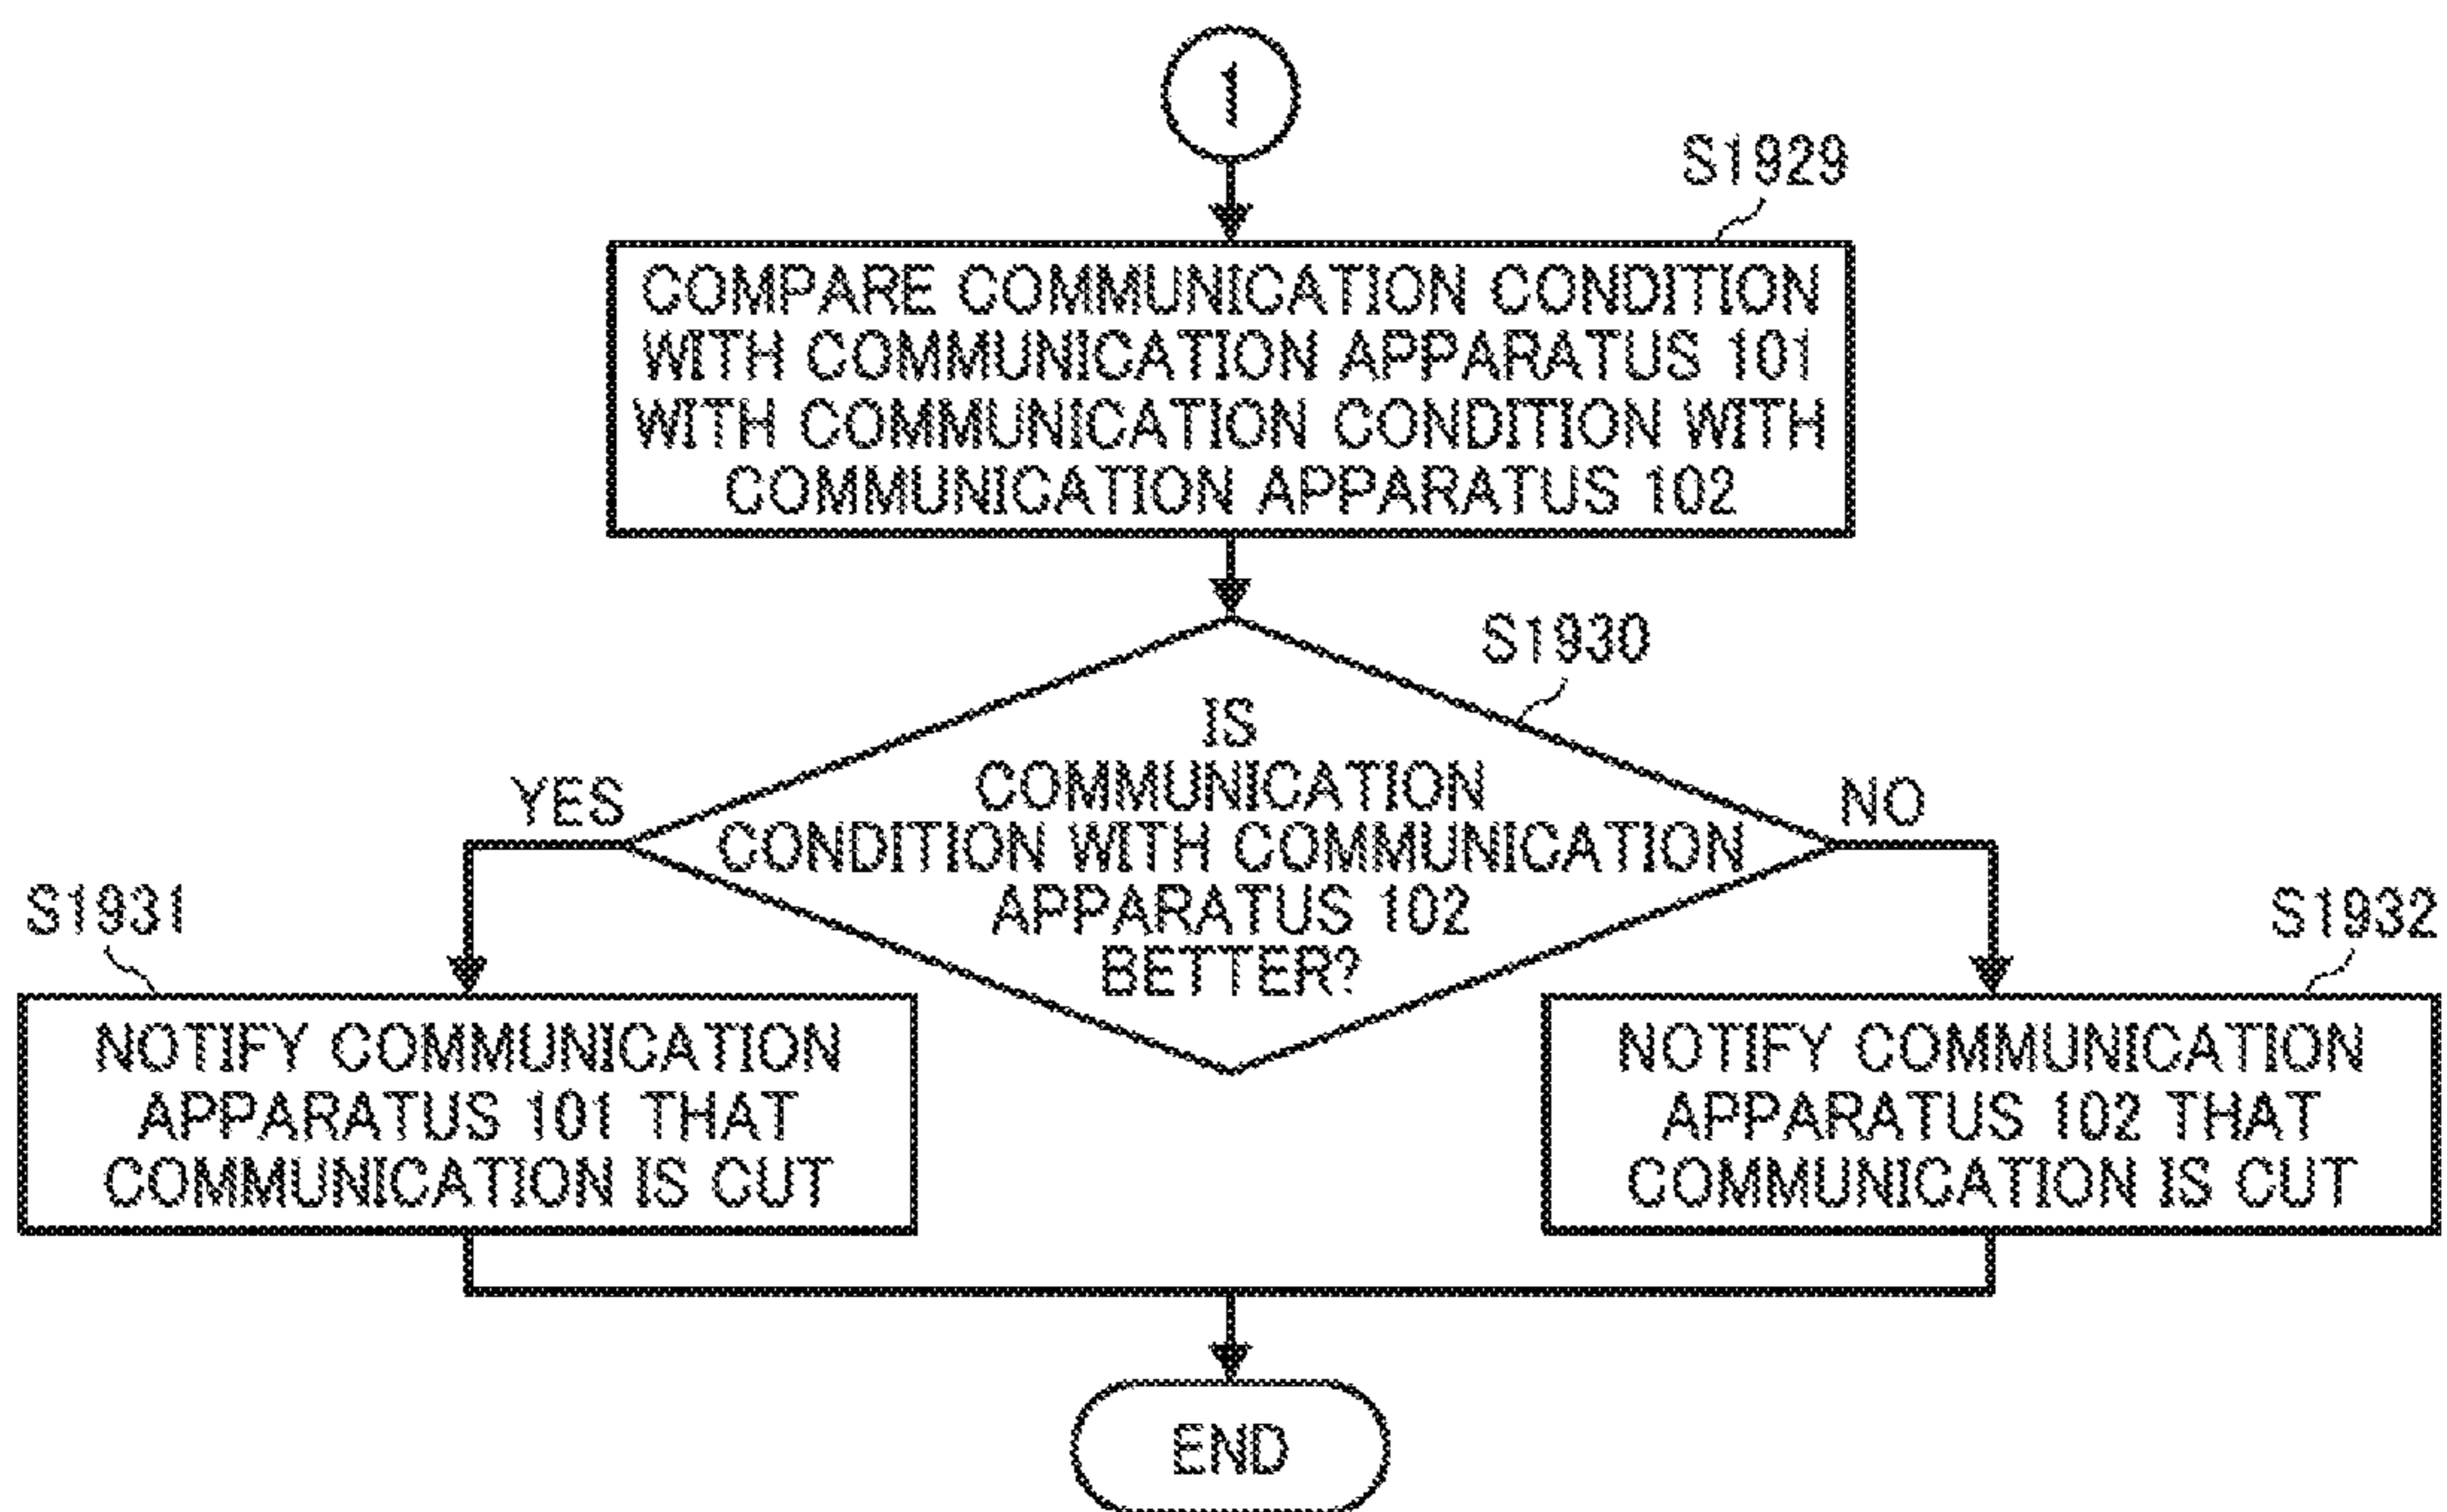 1
S1929
COMPARE COMMUNICATION CONDITION
WITH COMMUNICATION APPARATUS 101
WITH COMMUNICATION CONDITION WITH
COMMUNICATION APPARATUS 102
S1930
IS
COMMUNICATION
CONDITION WITH COMMUNICATION
APPARATUS 102
BETTER?
YES
NO
S1931
NOTIFY COMMUNICATION
APPARATUS 101 THAT
COMMUNICATION IS CUT
S1932
NOTIFY COMMUNICATION
APPARATUS 102 THAT
COMMUNICATION IS CUT
END